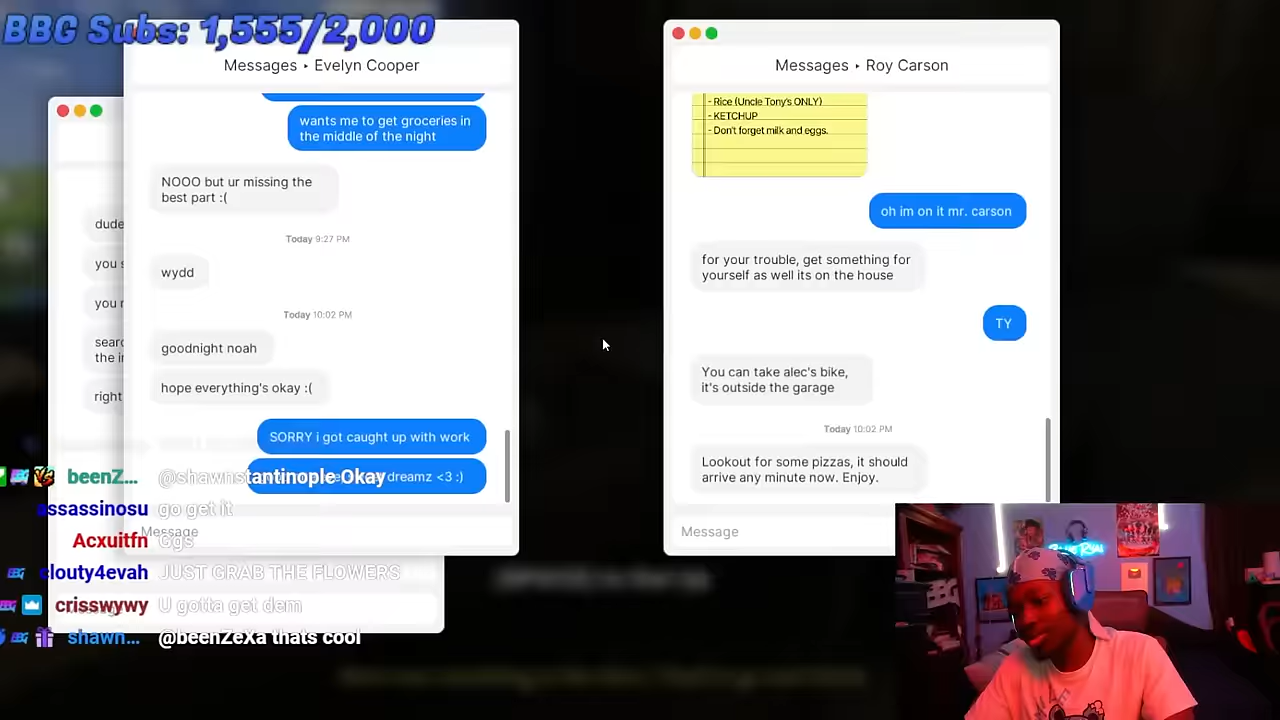 BBG Subs: 1,555/2,000
Messages ▸ Evelyn Cooper
wants me to get groceries in
the middle of the night
NOOO but ur missing the
best part :(
Today 9:27 PM
wydd
Today 10:02 PM
goodnight noah
hope everything's okay :(
SORRY i got caught up with work
dreamz <3 :)
Message
dude
you
you
the
right
Messages ▸ Roy Carson
- Rice (Uncle Tony's ONLY)
- KETCHUP
- Don't forget milk and eggs.
oh im on it mr. carson
for your trouble, get something for
yourself as well its on the house
TY
You can take alec's bike,
it's outside the garage
Today 10:02 PM
Lookout for some pizzas, it should
arrive any minute now. Enjoy.
Message
beenZ... @shawnstantinople Okay
assassinosu go get it
Acxuitfn Ggs
clouty4evah JUST GRAB THE FLOWERS
crisswywy U gotta get dem
shawn... @beenZeXa thats cool